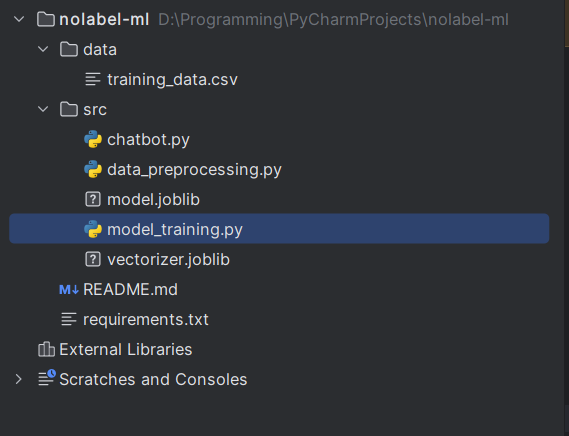 nolabel-ml D:\Programming\PyCharmProjects\nolabel-ml
data
training_data.csv
src
chatbot.py
data_preprocessing.py
? model.joblib
model_training.py
? vectorizer.joblib
M↓ README.md
requirements.txt
External Libraries
Scratches and Consoles